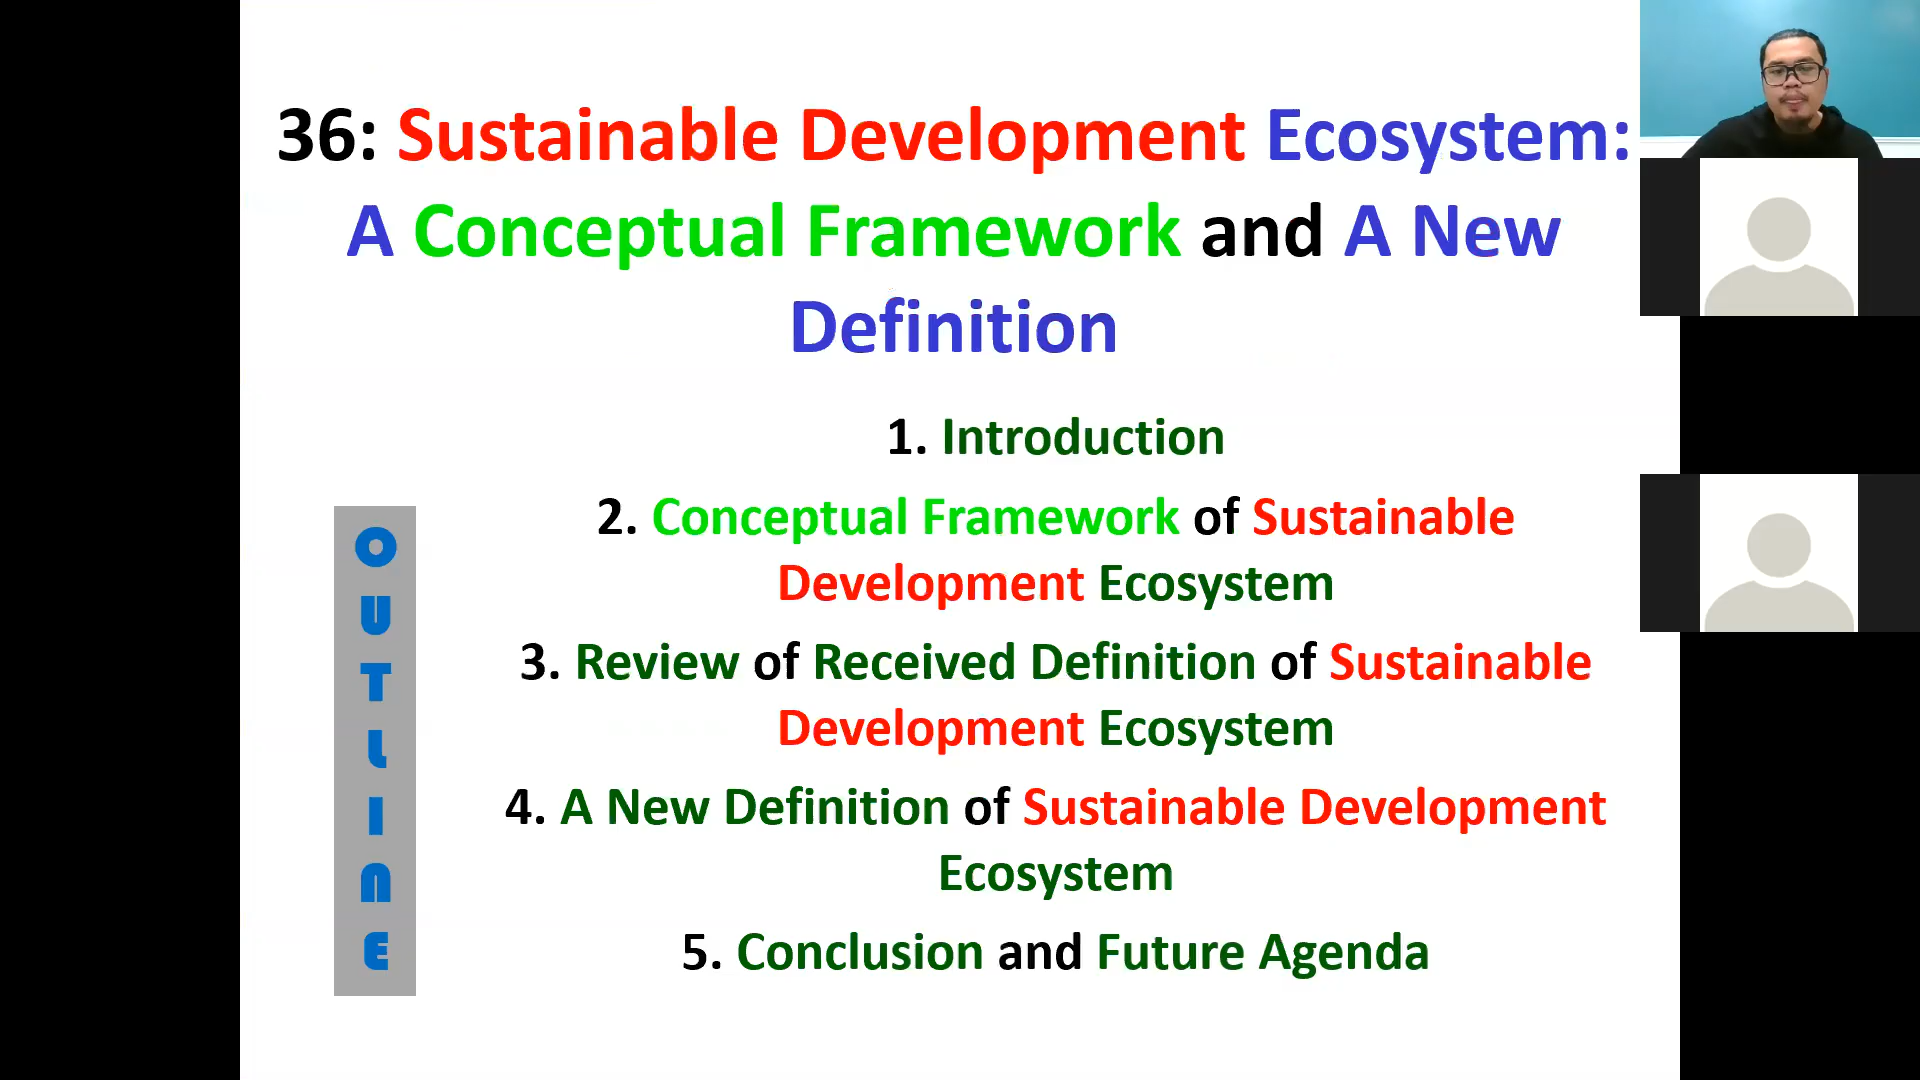 36: Sustainable Development Ecosystem:
A Conceptual Framework and A New
Definition
1. Introduction
2. Conceptual Framework of Sustainable
Development Ecosystem
3. Review of Received Definition of Sustainable
Development Ecosystem
4. A New Definition of Sustainable Development
Ecosystem
5. Conclusion and Future Agenda
OUTLINE